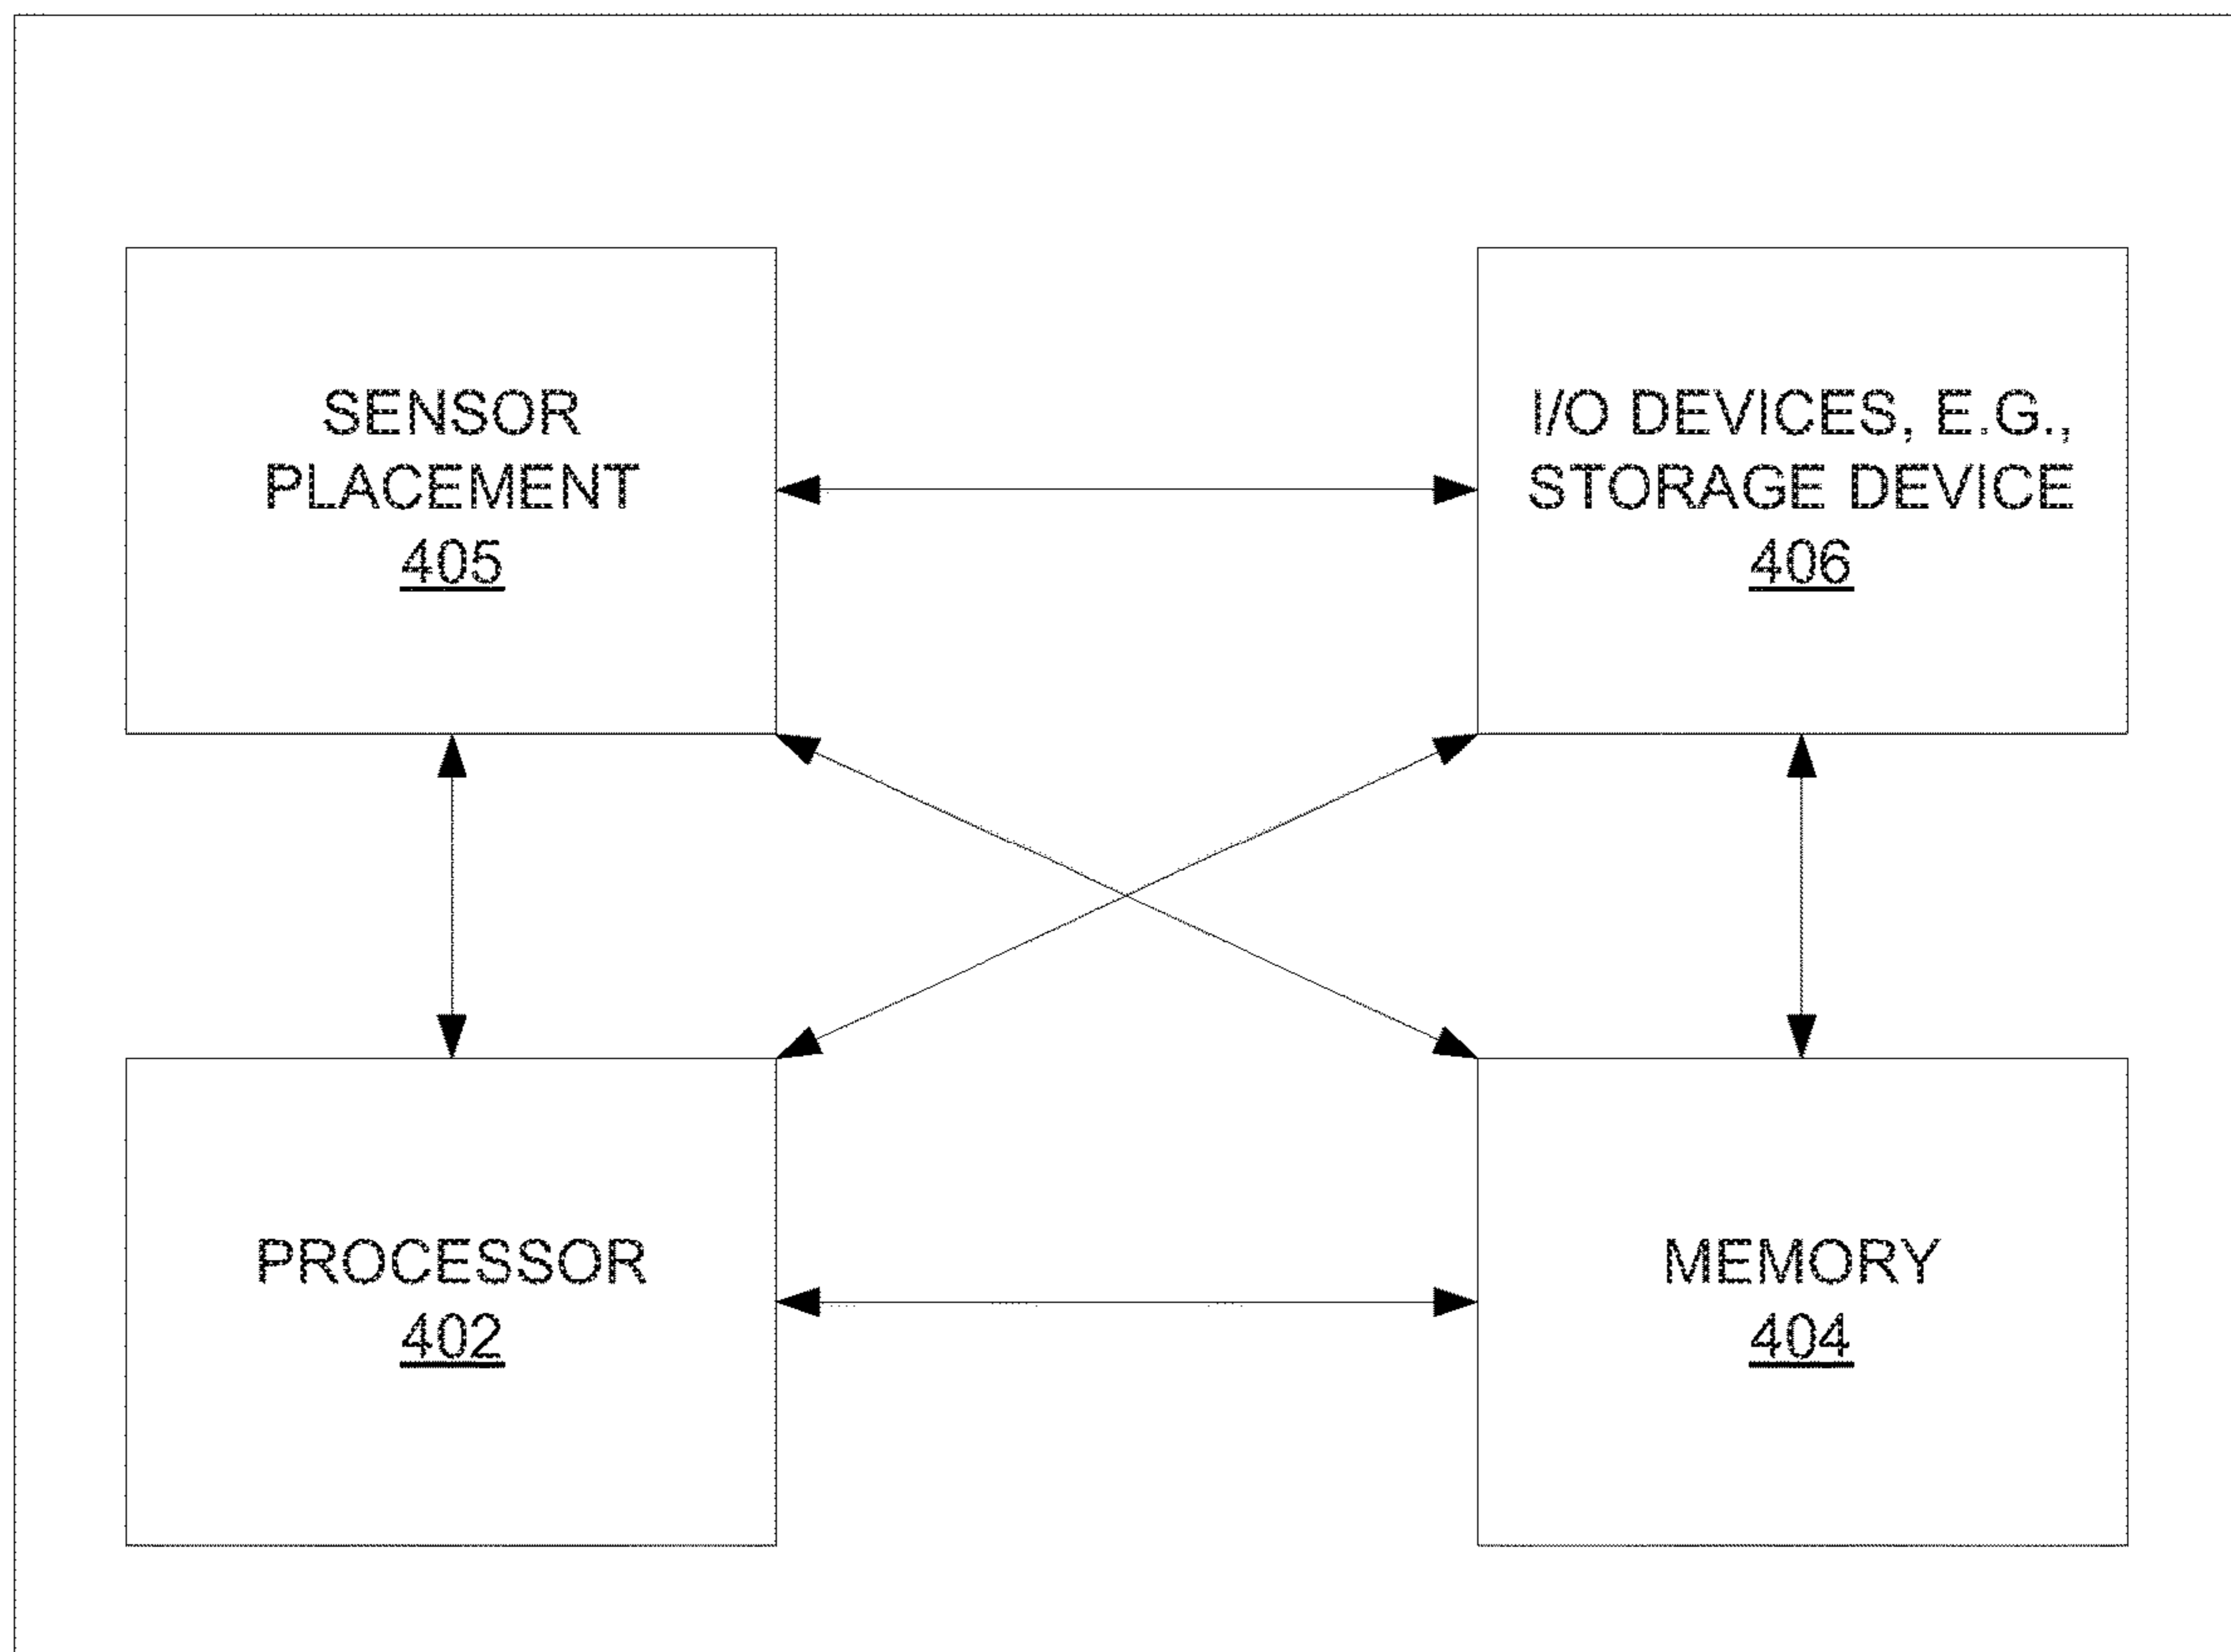 SENSOR
PLACEMENT
405
I/O DEVICES, E.G.,
STORAGE DEVICE
406
PROCESSOR
402
MEMORY
404